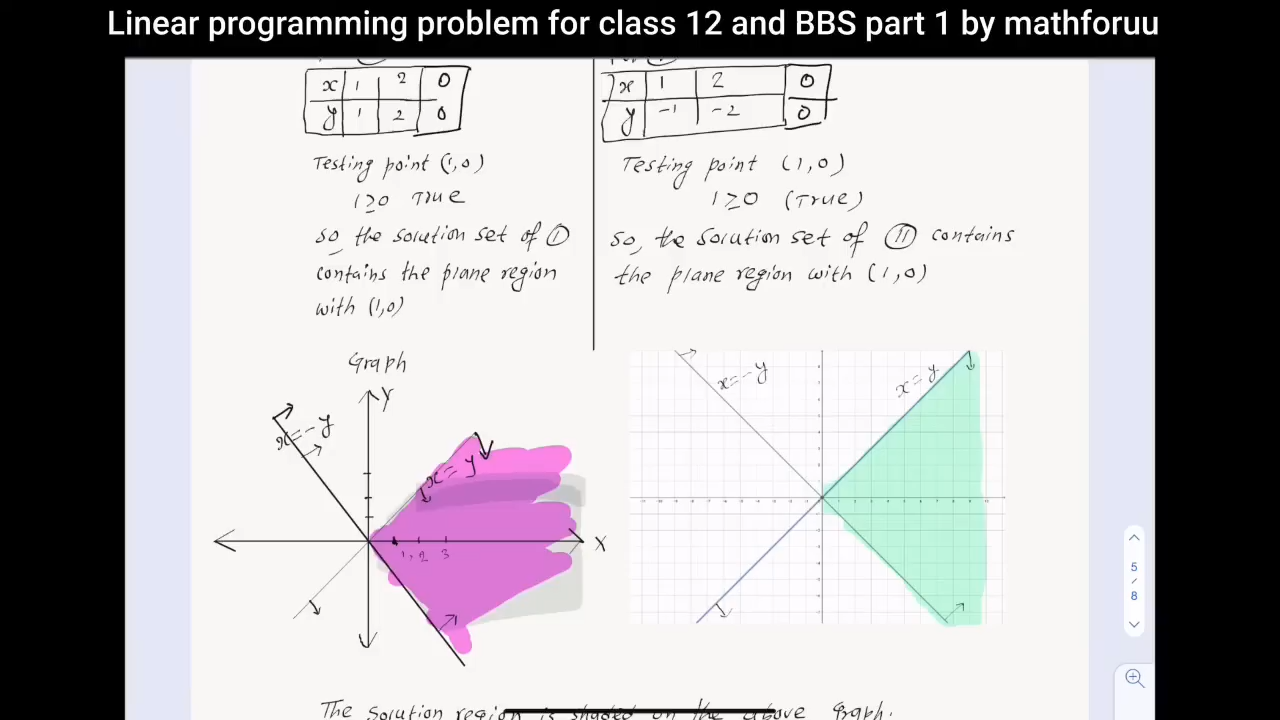 Linear programming problem for class 12 and BBS part 1 by mathforuu
x 1 2 0
y 1 2 0
Testing point (1,0)
1≥0 True
So, the solution set of Ⓘ
contains the plane region
with (1,0)
x 1 2 0
y -1 -2 0
Testing point (1,0)
1≥0 (True)
So, the solution set of ⓘⓘ contains
the plane region with (1,0)
Graph
Y
x=-y
x=y
X
1, 2 3
x=-y
x=y
5
/
8
The solution region is shaded on the above graph.